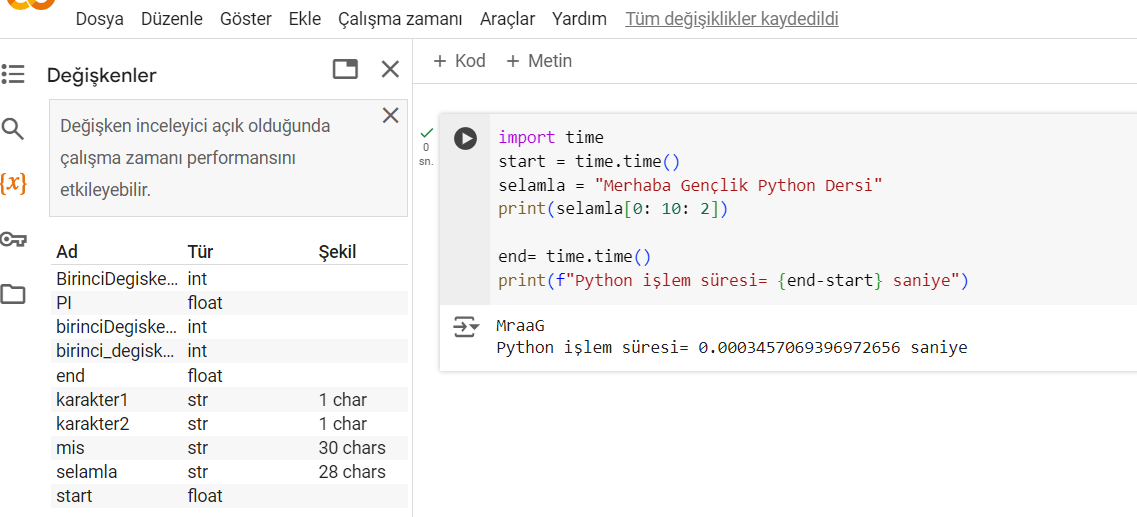 Dosya Düzenle Göster Ekle Çalışma zamanı Araçlar Yardım Tüm değişiklikler kaydedildi
Değişkenler
Değişken inceleyici açık olduğunda
çalışma zamanı performansını
etkileyebilir.
Ad Tür Şekil
BirinciDegiske... int
PI float
birinciDegiske... int
birinci_degisk... int
end float
karakter1 str 1 char
karakter2 str 1 char
mis str 30 chars
selamla str 28 chars
start float
+ Kod + Metin
0
sn.
import time
start = time.time()
selamla = "Merhaba Gençlik Python Dersi"
print(selamla[0: 10: 2])
end= time.time()
print(f"Python işlem süresi= {end-start} saniye")
MraaG
Python işlem süresi= 0.0003457069396972656 saniye
{x}